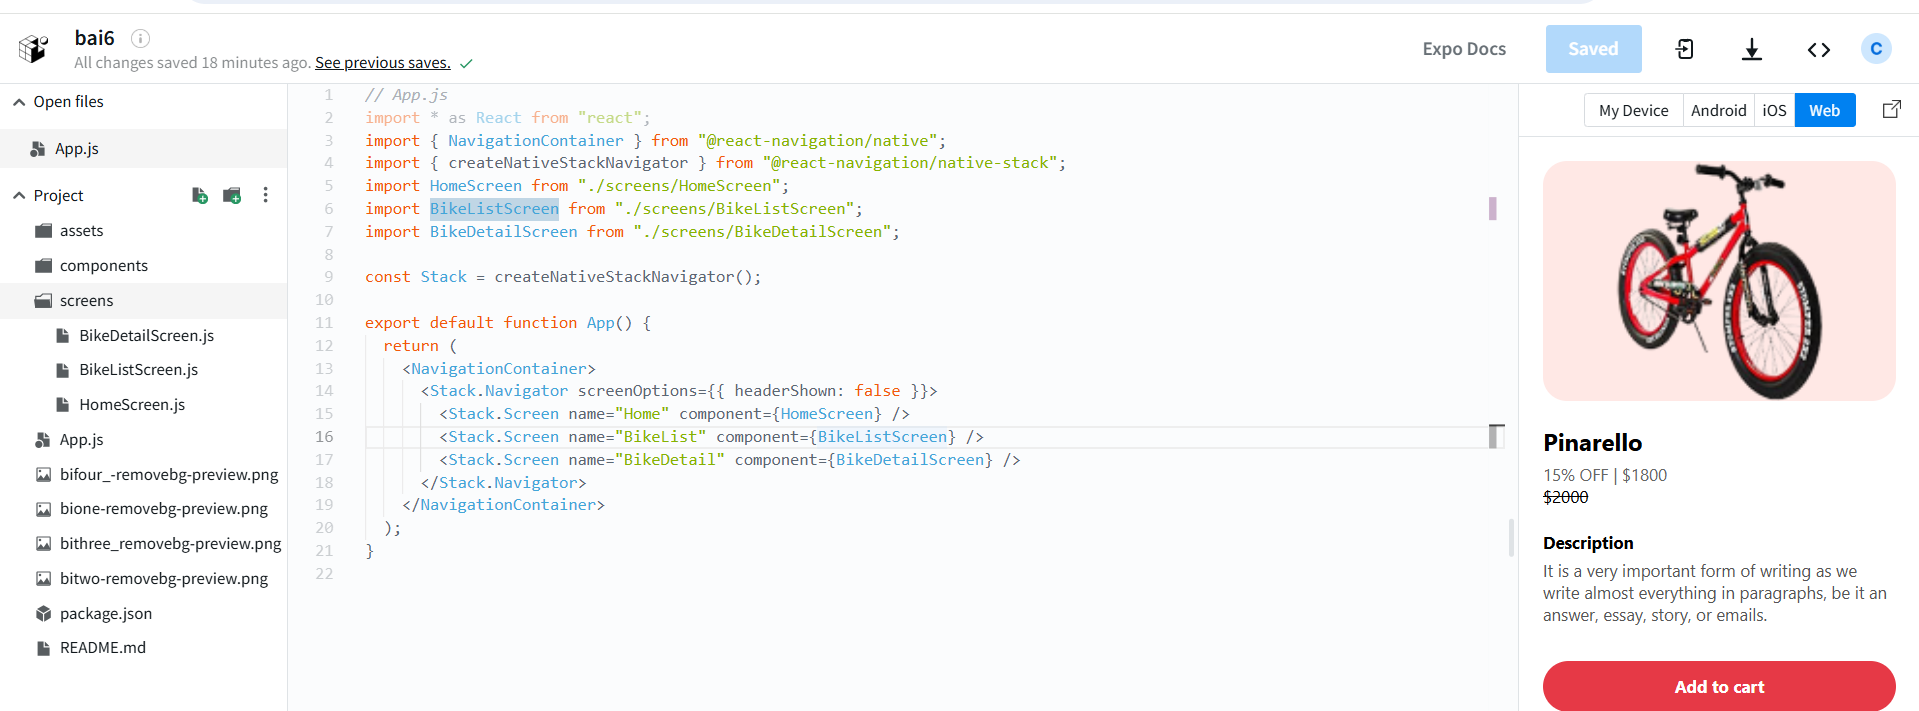 bai6
All changes saved 18 minutes ago. See previous saves.
Expo Docs
Saved
C
Open files
App.js
Project
assets
components
screens
BikeDetailScreen.js
BikeListScreen.js
HomeScreen.js
App.js
bifour_-removebg-preview.png
bione-removebg-preview.png
bithree_removebg-preview.png
bitwo-removebg-preview.png
package.json
README.md
1 // App.js
2 import * as React from "react";
3 import { NavigationContainer } from "@react-navigation/native";
4 import { createNativeStackNavigator } from "@react-navigation/native-stack";
5 import HomeScreen from "./screens/HomeScreen";
6 import BikeListScreen from "./screens/BikeListScreen";
7 import BikeDetailScreen from "./screens/BikeDetailScreen";
8
9 const Stack = createNativeStackNavigator();
10
11 export default function App() {
12   return (
13     <NavigationContainer>
14       <Stack.Navigator screenOptions={{ headerShown: false }}>
15         <Stack.Screen name="Home" component={HomeScreen} />
16         <Stack.Screen name="BikeList" component={BikeListScreen} />
17         <Stack.Screen name="BikeDetail" component={BikeDetailScreen} />
18       </Stack.Navigator>
19     </NavigationContainer>
20   );
21 }
22
My Device Android iOS Web
Pinarello
15% OFF | $1800
$2000
Description
It is a very important form of writing as we
write almost everything in paragraphs, be it an
answer, essay, story, or emails.
Add to cart